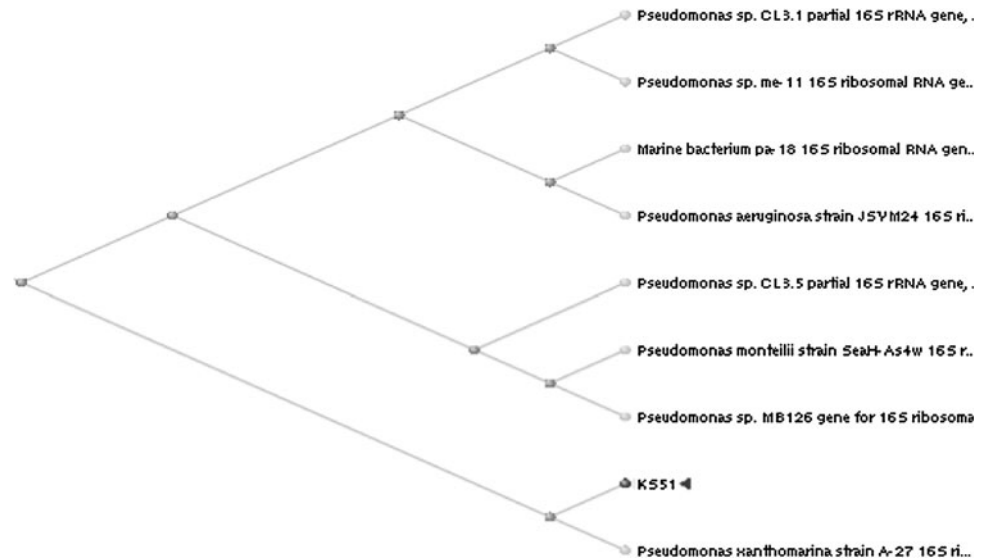 Pseudomonas sp. CL3.1 partial 16S rRNA gene, .
Pseudomonas sp. me-11 16S ribosomal RNA ge..
Marine bacterium pa-18 16S ribosomal RNA gen..
Pseudomonas aeruginosa strain JSYM24 16S ri..
Pseudomonas sp. CL3.5 partial 16S rRNA gene, .
Pseudomonas monteilii strain SeaH-As4w 16S r..
Pseudomonas sp. MB126 gene for 16S ribosoma
KS51
Pseudomonas xanthomarina strain A-27 16S ri...